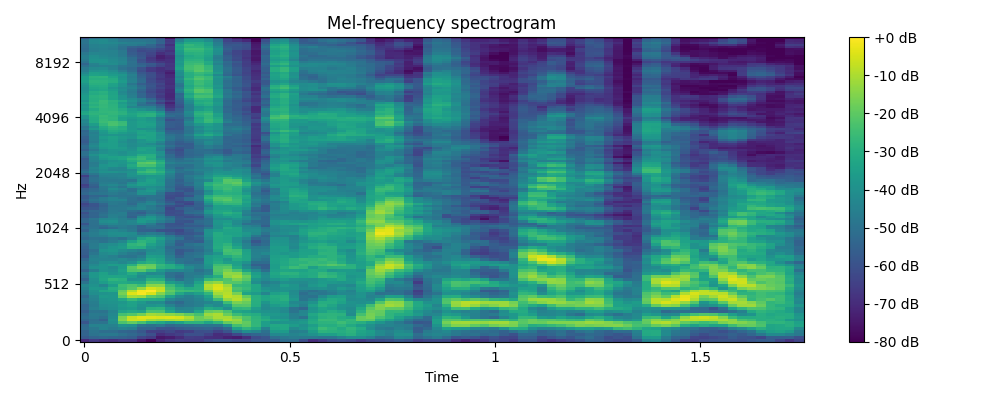 Mel-frequency spectrogram
8192
4096
2048
1024
512
0
Hz
0
0.5
1
1.5
Time
+0 dB
-10 dB
-20 dB
-30 dB
-40 dB
-50 dB
-60 dB
-70 dB
-80 dB